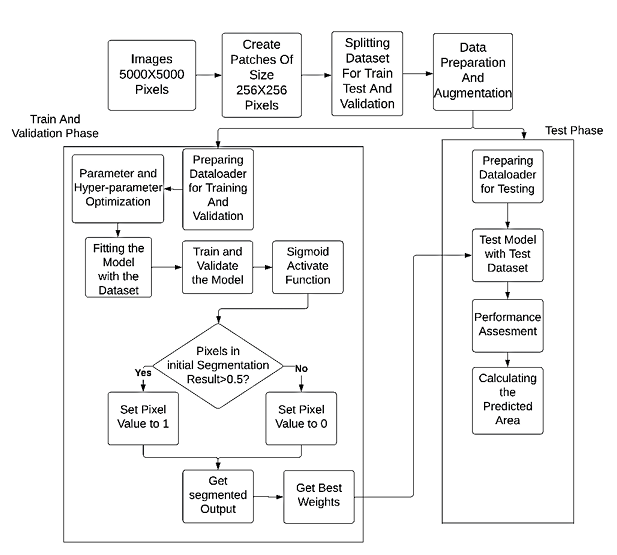 Images
5000X5000
Pixels
Create
Patches Of
Size
256X256
Pixels
Splitting
Dataset
For Train
Test And
Validation
Data
Preparation
And
Augmentation
Train And
Validation Phase
Test Phase
Parameter and
Hyper-parameter
Optimization
Preparing
Dataloader
for Training
And
Validation
Fitting the
Model
with the
Dataset
Train and
Validate
the Model
Sigmoid
Activate
Function
Pixels in
initial Segmentation
Result>0.5?
Yes
No
Set Pixel
Value to 1
Set Pixel
Value to 0
Get
segmented
Output
Get Best
Weights
Preparing
Dataloader
for Testing
Test Model
with Test
Dataset
Performance
Assesment
Calculating
the
Predicted
Area